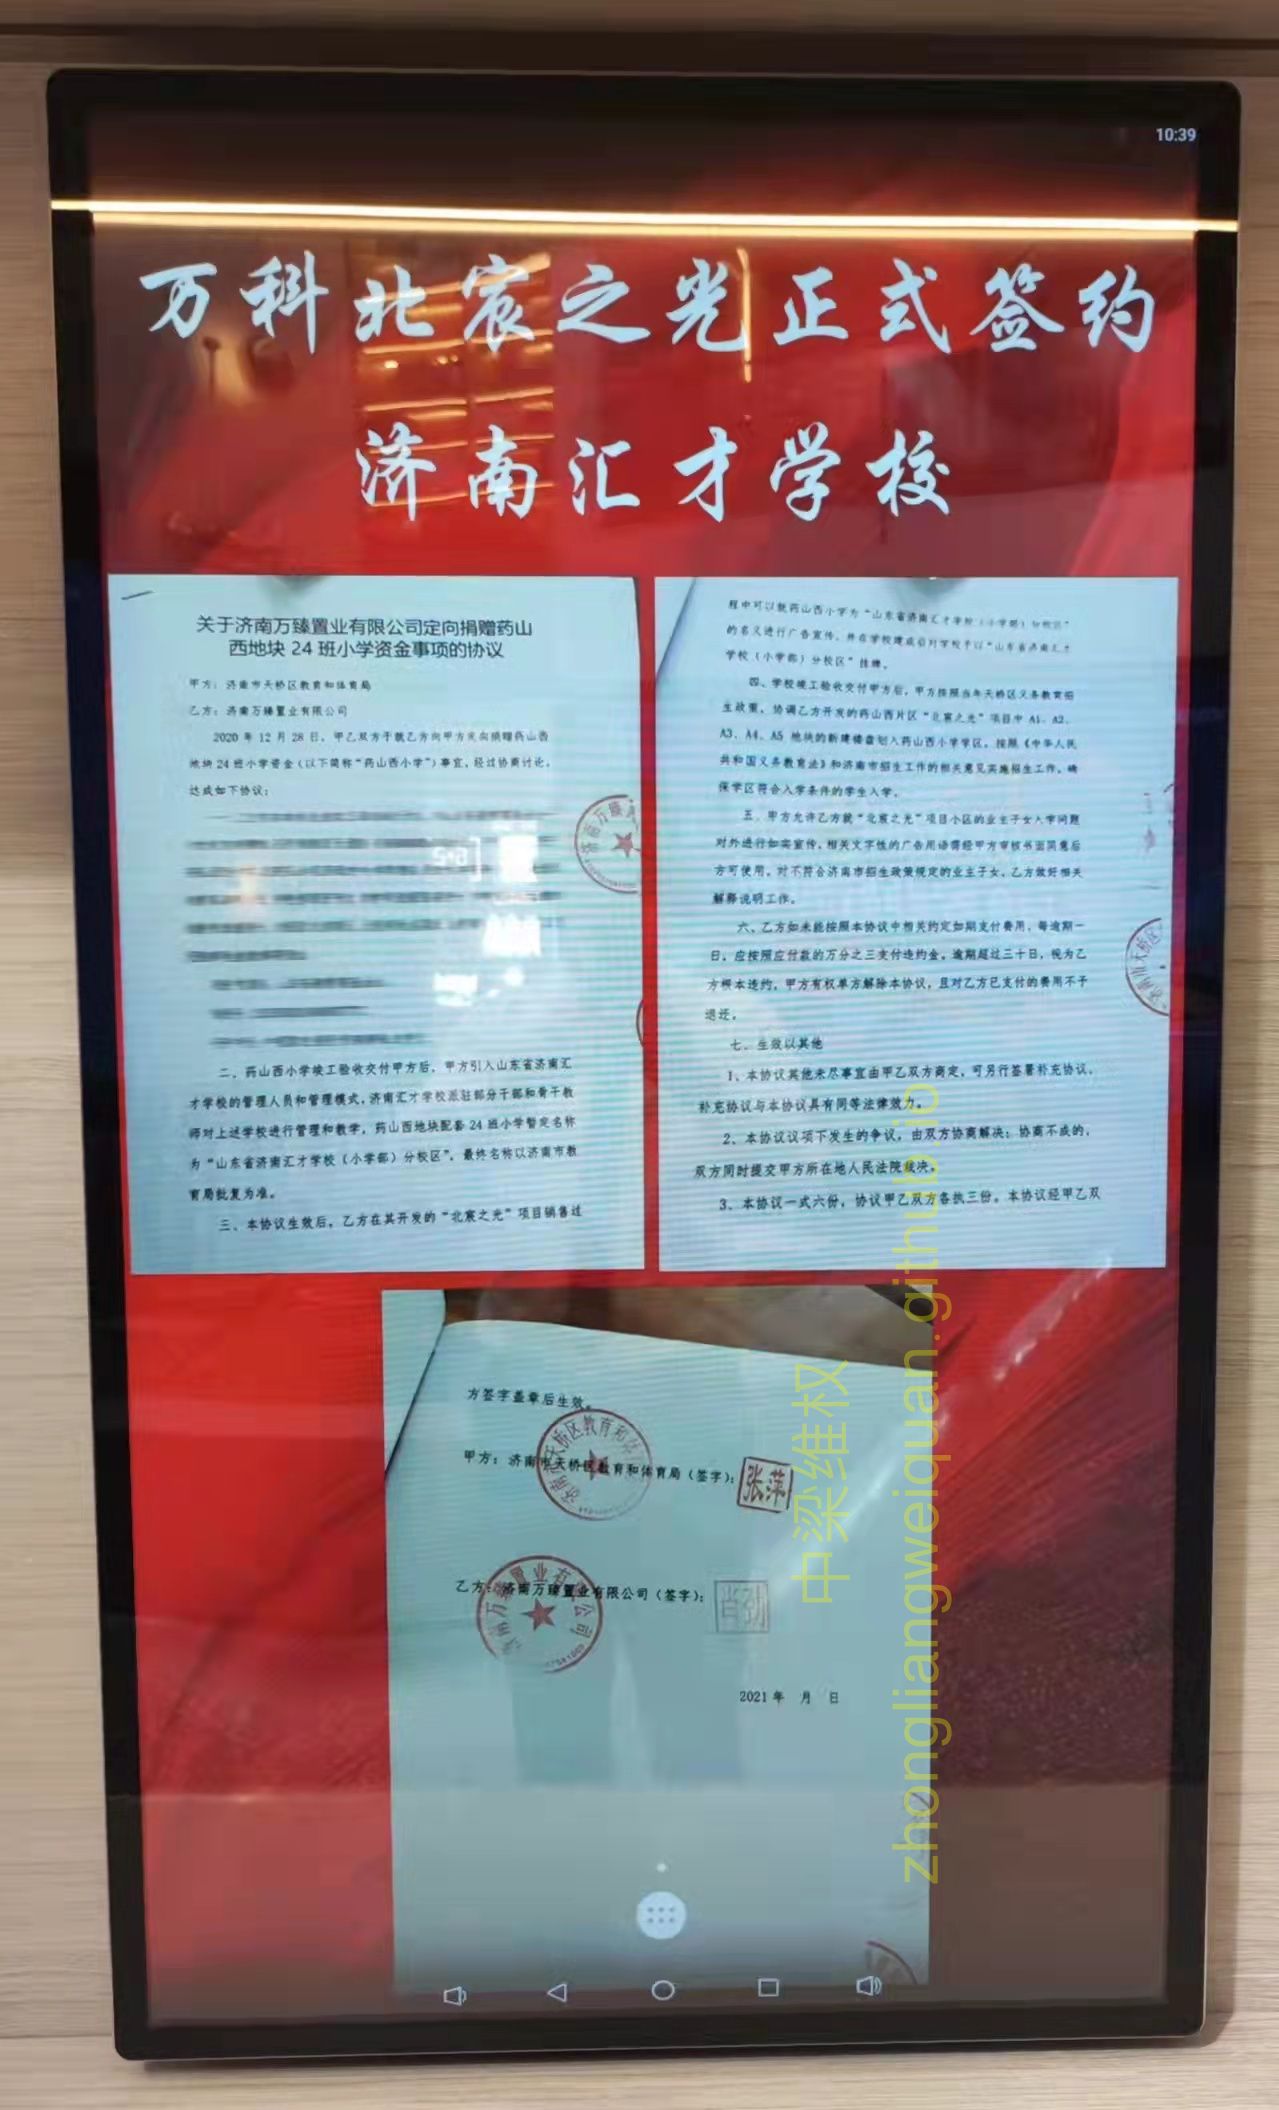 10:39
万科北宸之光正式签约
济南汇才学校
关于济南万臻置业有限公司定向捐赠药山
西地块 24 班小学资金事项的协议
甲方：济南市天桥区教育和体育局
乙方：济南万臻置业有限公司
2020 年 12 月 28 日，甲乙双方于就乙方向甲方定向捐赠药山西
地块 24 班小学资金（以下简称“药山西小学”）事宜，经过协商讨论，
达成如下协议：
二、药山西小学竣工验收交付甲方后，甲方引入山东省济南汇
才学校的管理人员和管理模式，济南汇才学校派驻部分干部和骨干教
师对上述学校进行管理和教学，药山西地块配套 24 班小学暂定名称
为“山东省济南汇才学校（小学部）分校区”，最终名称以济南市教
育局批复为准。
三、本协议生效后，乙方在其开发的“北宸之光”项目销售过
程中可以就药山西小学为“山东省济南汇才学校（小学部）分校区”
的名义进行广告宣传，并在学校建成后对学校予以“山东省济南汇才
学校（小学部）分校区”挂牌。
四、学校竣工验收交付甲方后，甲方按照当年天桥区义务教育招
生政策，协调乙方开发的药山西片区“北宸之光”项目中 A1、A2、
A3、A4、A5 地块的新建楼盘划入药山西小学学区，按照《中华人民
共和国义务教育法》和济南市招生工作的相关意见实施招生工作，确
保学区符合入学条件的学生入学。
五、甲方允许乙方就“北宸之光”项目小区的业主子女入学问题
对外进行如实宣传，相关文字性的广告用语需经甲方审核书面同意后
方可使用，对不符合济南市招生政策规定的业主子女，乙方做好相关
解释说明工作。
六、乙方如未能按照本协议中相关约定如期支付费用，每逾期一
日，应按照应付款的万分之三支付违约金。逾期超过三十日，视为乙
方根本违约，甲方有权单方解除本协议，且对乙方已支付的费用不予
退还。
七、生效以其他
1、本协议其他未尽事宜由甲乙双方商定，可另行签署补充协议，
补充协议与本协议具有同等法律效力。
2、本协议议项下发生的争议，由双方协商解决；协商不成的，
双方同时提交甲方所在地人民法院裁决。
3、本协议一式六份，协议甲乙双方各执三份。本协议经甲乙双
方签字盖章后生效。
甲方：济南市天桥区教育和体育局（签字）：
张萍
乙方：济南万臻置业有限公司（签字）：
肖劲
2021 年 月 日
中梁维权
zhongliangweiquan.github.io